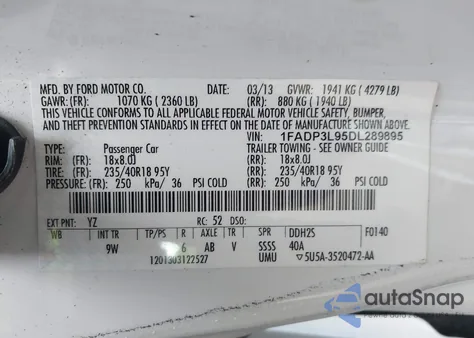 MFD. BY FORD MOTOR CO. 03/13 GVWR: 1941 KG ( 4279 LB)
GAWR: (FR): 1070 KG ( 2360 LB) (RR): 880 KG ( 1940 LB)
THIS VEHICLE CONFORMS TO ALL APPLICABLE FEDERAL MOTOR VEHICLE SAFETY, BUMPER,
AND THEFT PREVENTION STANDARDS IN EFFECT ON THE DATE OF MANUFACTURE SHOWN ABOVE.
VIN: 1FADP3L95DL289895
TYPE: Passenger Car TRAILER TOWING - SEE OWNER GUIDE
RIM: (FR): 18x8.0J (RR): 18x8.0J
TIRE: (FR): 235/40R18 95Y (RR): 235/40R18 95Y
PRESSURE: (FR): 250 kPa/ 36 PSI COLD (RR): 250 kPa/ 36 PSI COLD
EXT PNT: YZ RC: 52 DSO: F0140
WB INT TR TP/PS R AXLE TR SPR DDH2S
9W 6 AB V SSSS 40A
1201303122527 UMU 5U5A-3520472-AA
autoSnap